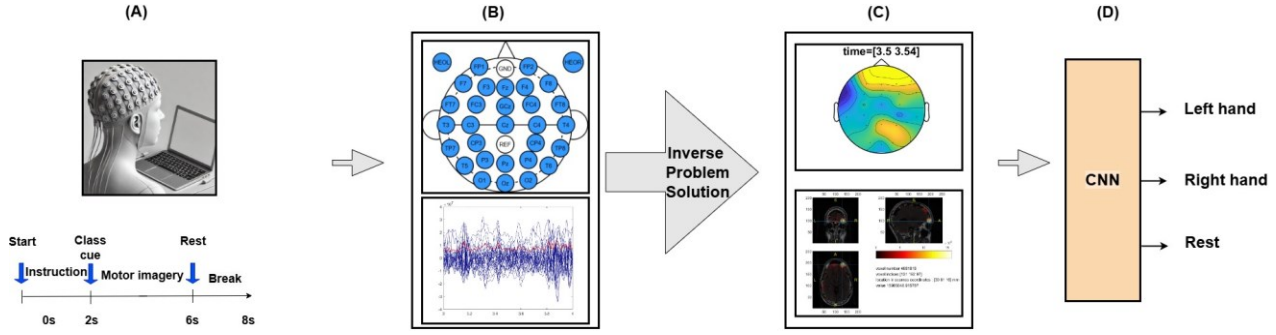 (A)
Start
Class
cue
Rest
Instruction
Motor imagery
Break
0s
2s
6s
8s
(B)
HEOL
HEOR
FP1
GND
FP2
F7
F3
Fz
F4
F8
FT7
FC3
FC4
FT8
T3
C3
Cz
C4
T4
TP7
CP3
REF
CP4
TP8
T5
P3
Pz
P4
T6
O1
Oz
O2
Inverse
Problem
Solution
(C)
time=[3.5 3.54)
(D)
CNN
Left hand
Right hand
Rest